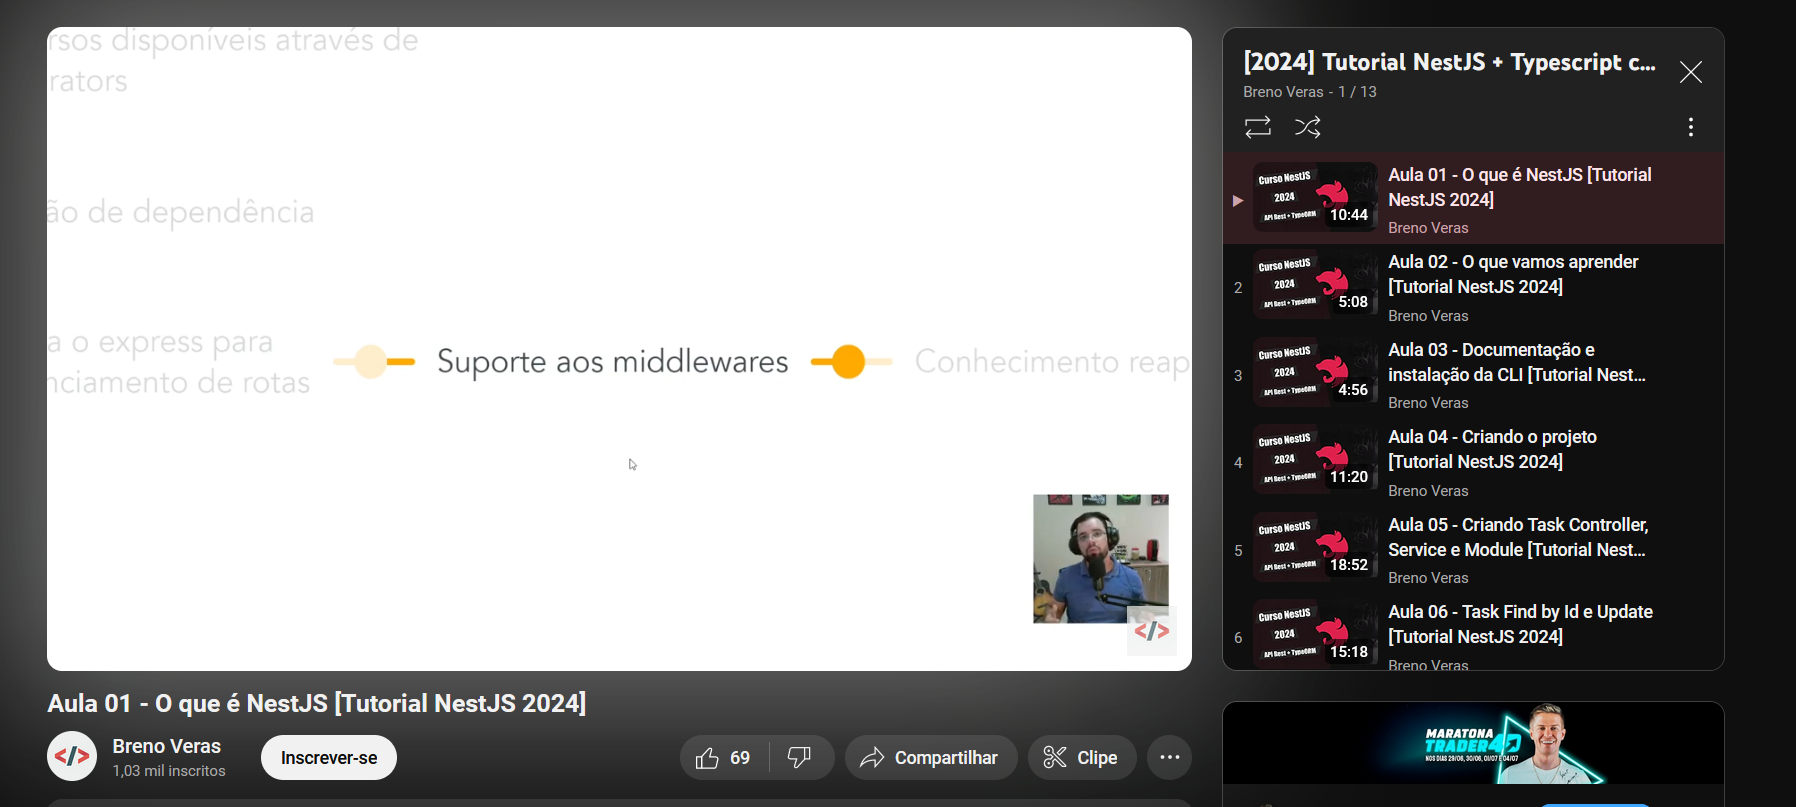 rsos disponíveis através de
rators
ão de dependência
a o express para
nciamento de rotas
Suporte aos middlewares
Conhecimento reap
</>
Aula 01 - O que é NestJS [Tutorial NestJS 2024]
</>
Breno Veras
1,03 mil inscritos
Inscrever-se
69
Compartilhar
Clipe
[2024] Tutorial NestJS + Typescript c...
Breno Veras - 1 / 13
Curso NestJS
2024
API Rest + TypeORM
10:44
Aula 01 - O que é NestJS [Tutorial
NestJS 2024]
Breno Veras
2
Curso NestJS
2024
API Rest + TypeORM
5:08
Aula 02 - O que vamos aprender
[Tutorial NestJS 2024]
Breno Veras
3
Curso NestJS
2024
API Rest + TypeORM
4:56
Aula 03 - Documentação e
instalação da CLI [Tutorial Nest...
Breno Veras
4
Curso NestJS
2024
API Rest + TypeORM
11:20
Aula 04 - Criando o projeto
[Tutorial NestJS 2024]
Breno Veras
5
Curso NestJS
2024
API Rest + TypeORM
18:52
Aula 05 - Criando Task Controller,
Service e Module [Tutorial Nest...
Breno Veras
6
Curso NestJS
2024
API Rest + TypeORM
15:18
Aula 06 - Task Find by Id e Update
[Tutorial NestJS 2024]
Breno Veras
MARATONA
TRADER 4D
NOS DIAS 29/06, 30/06, 01/07 E 04/07